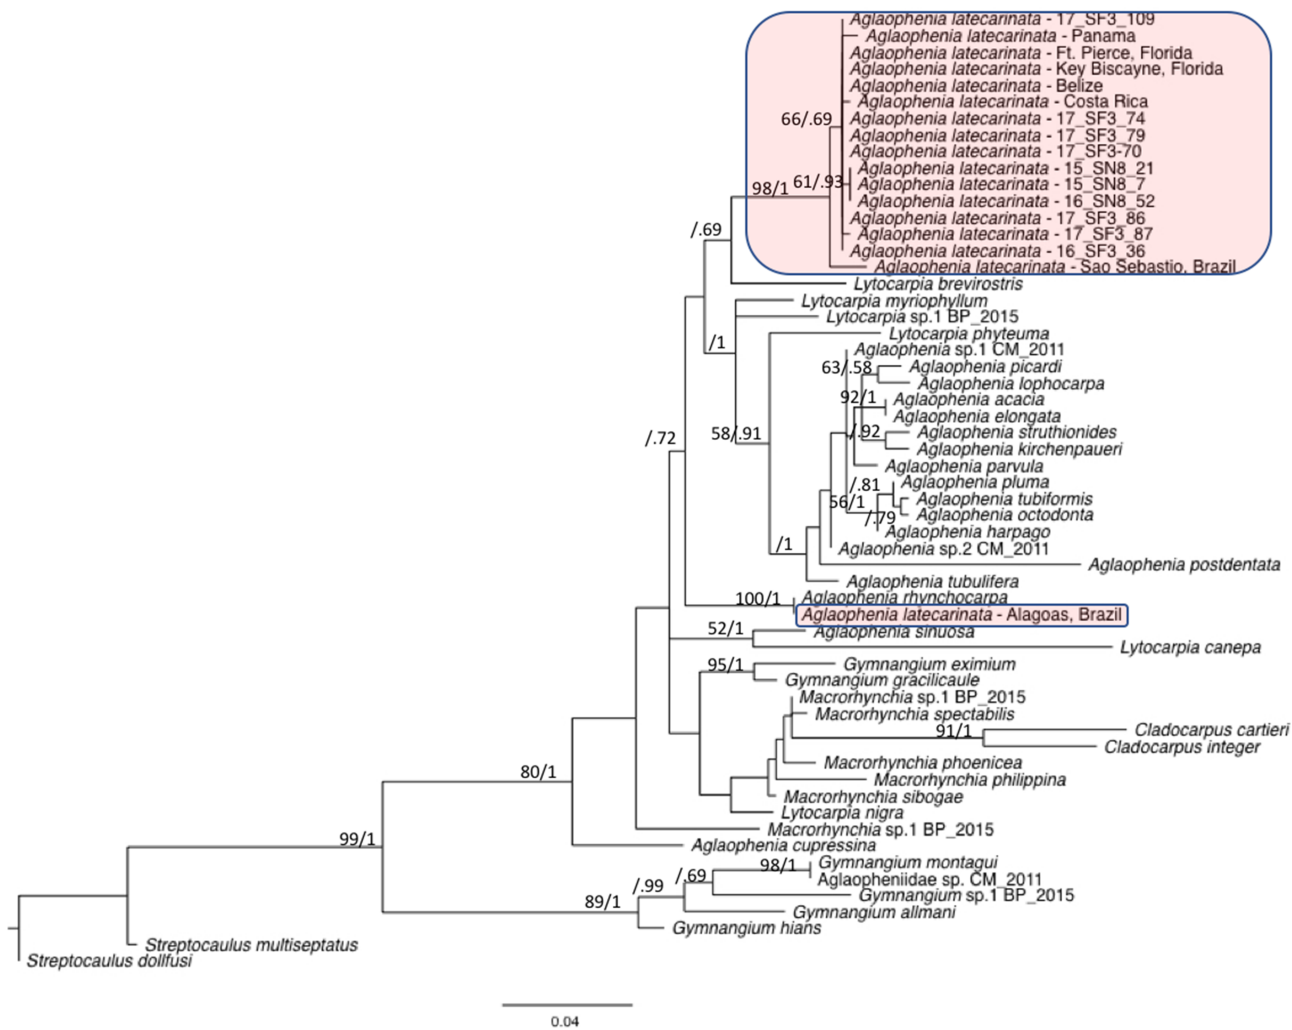 Aglaophenia latecarinata - 17_SF3_109
Aglaophenia latecarinata - Panama
Aglaophenia latecarinata - Ft. Pierce, Florida
Aglaophenia latecarinata - Key Biscayne, Florida
Aglaophenia latecarinata - Belize
Aglaophenia latecarinata - Costa Rica
66/.69
Aglaophenia latecarinata - 17_SF3_74
Aglaophenia latecarinata - 17_SF3_79
Aglaophenia latecarinata - 17_SF3-70
Aglaophenia latecarinata - 15_SN8_21
98/1
61/.93
Aglaophenia latecarinata - 15_SN8_7
Aglaophenia latecarinata - 16_SN8_52
Aglaophenia latecarinata - 17_SF3_86
/.69
Aglaophenia latecarinata - 17_SF3_87
Aglaophenia latecarinata - 16_SF3_36
Aglaophenia latecarinata - Sao Sebastio, Brazil
Lytocarpia brevirostris
Lytocarpia myriophyllum
Lytocarpia sp.1 BP_2015
Lytocarpia phyteuma
/1
Aglaophenia sp.1 CM_2011
63/.58
Aglaophenia picardi
Aglaophenia lophocarpa
92/1
Aglaophenia acacia
Aglaophenia elongata
/.72
58/.91
/.92
Aglaophenia struthionides
Aglaophenia kirchenpaueri
Aglaophenia parvula
/.81
Aglaophenia pluma
56/1
Aglaophenia tubiformis
/.79
Aglaophenia octodonta
Aglaophenia harpago
/1
Aglaophenia sp.2 CM_2011
Aglaophenia postdentata
Aglaophenia tubulifera
100/1
Aglaophenia rhynchocarpa
Aglaophenia latecarinata - Alagoas, Brazil
52/1
Aglaophenia sinuosa
Lytocarpia canepa
95/1
Gymnangium eximium
Gymnangium gracilicaule
Macrorhynchia sp.1 BP_2015
Macrorhynchia spectabilis
91/1
Cladocarpus cartieri
Cladocarpus integer
Macrorhynchia phoenicea
80/1
Macrorhynchia philippina
Macrorhynchia sibogae
Lytocarpia nigra
Macrorhynchia sp.1 BP_2015
99/1
Aglaophenia cupressina
98/1
Gymnangium montagui
/.69
Aglaopheniidae sp. CM_2011
/.99
Gymnangium sp.1 BP_2015
89/1
Gymnangium allmani
Gymnangium hians
Streptocaulus multiseptatus
Streptocaulus dollfusi
0.04